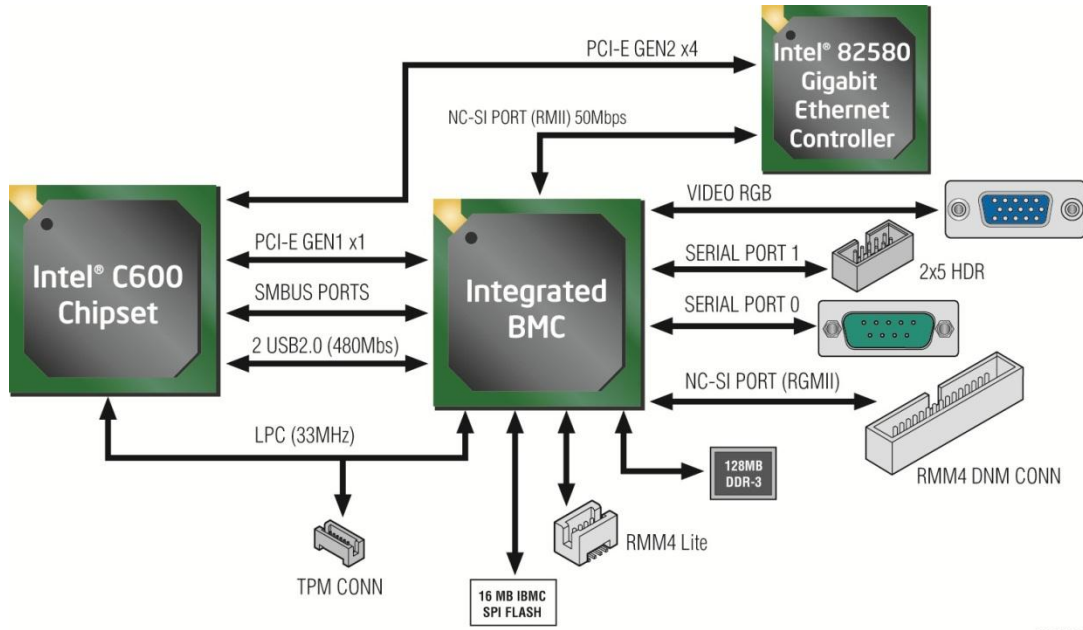 PCI-E GEN2 x4
Intel® 82580
Gigabit
Ethernet
Controller
NC-SI PORT (RMII) 50Mbps
VIDEO RGB
Intel® C600
Chipset
PCI-E GEN1 x1
SMBUS PORTS
2 USB2.0 (480Mbs)
Integrated
BMC
SERIAL PORT 1
2x5 HDR
SERIAL PORT 0
NC-SI PORT (RGMII)
RMM4 DNM CONN
LPC (33MHz)
128MB
DDR-3
RMM4 Lite
TPM CONN
16 MB IBMC
SPI FLASH